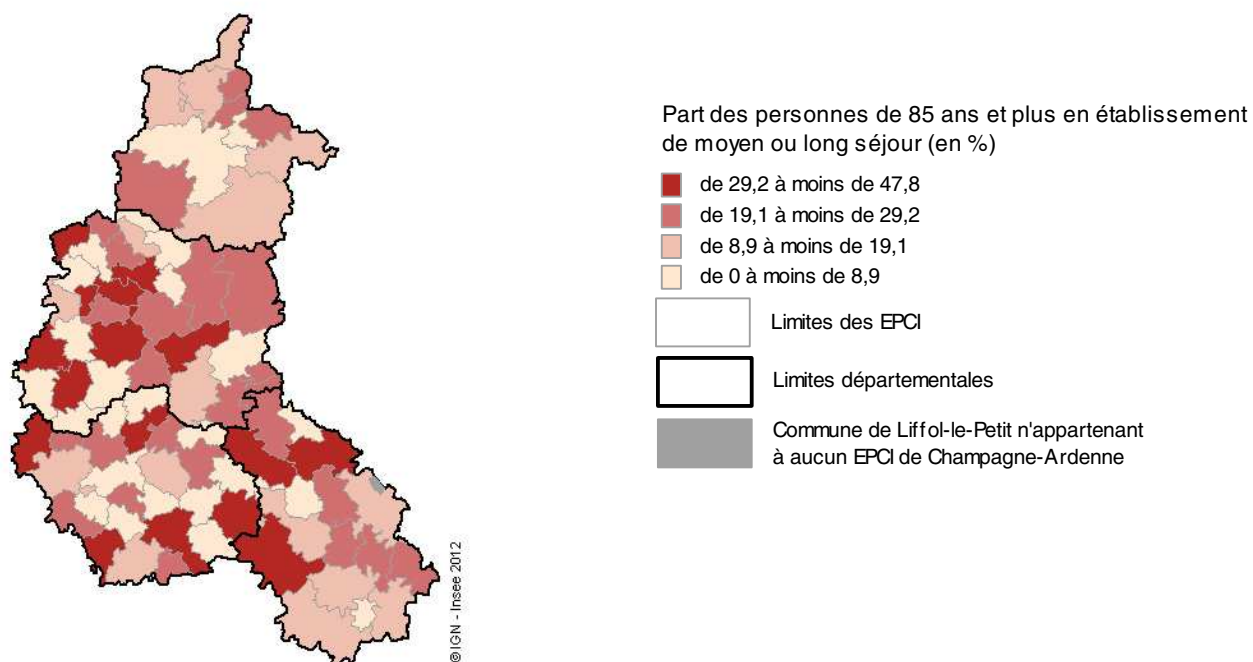 Part des personnes de 85 ans et plus en établissement
de moyen ou long séjour (en %)
de 29,2 à moins de 47,8
de 19,1 à moins de 29,2
de 8,9 à moins de 19,1
de 0 à moins de 8,9
Limites des EPCI
Limites départementales
Commune de Liffol-le-Petit n'appartenant
à aucun EPCI de Champagne-Ardenne
©IGN - Insee 2012